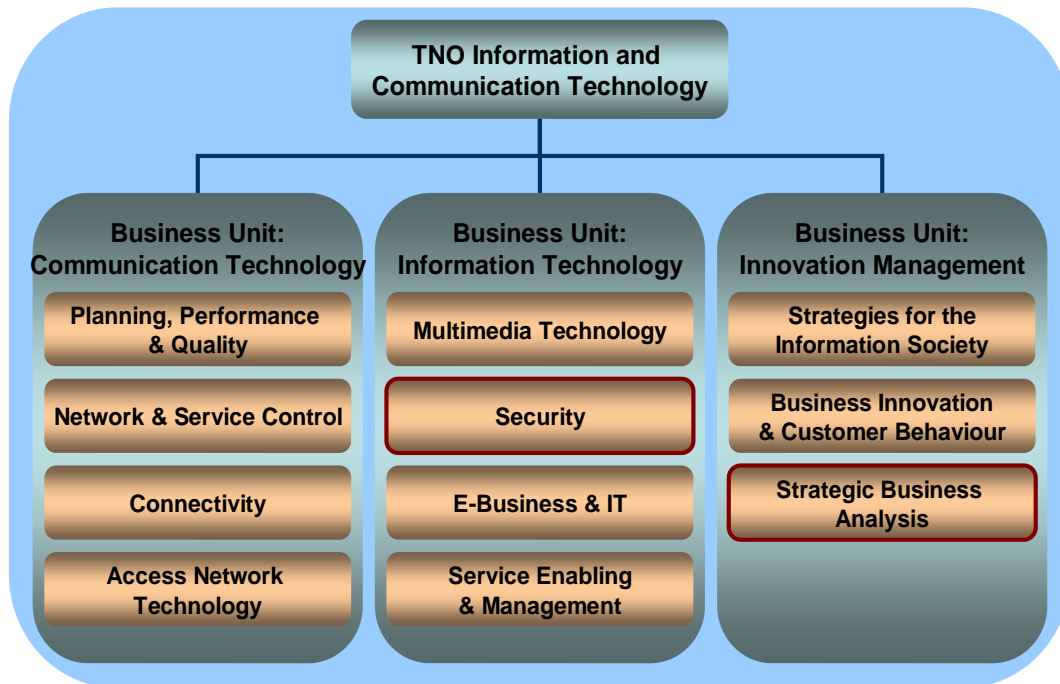 TNO Information and
Communication Technology
Business Unit:
Communication Technology
Planning, Performance
& Quality
Network & Service Control
Connectivity
Access Network
Technology
Business Unit:
Information Technology
Multimedia Technology
Security
E-Business & IT
Service Enabling
& Management
Business Unit:
Innovation Management
Strategies for the
Information Society
Business Innovation
& Customer Behaviour
Strategic Business
Analysis